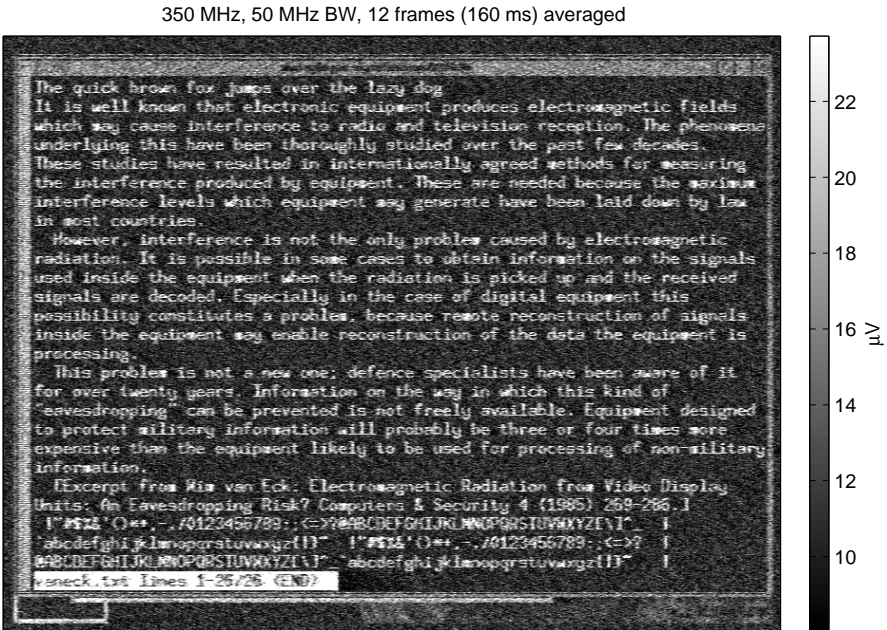 350 MHz, 50 MHz BW, 12 frames (160 ms) averaged
The quick brown fox jumps over the lazy dog
It is well known that electronic equipment produces electromagnetic fields
which may cause interference to radio and television reception. The phenomena
underlying this have been thoroughly studied over the past few decades.
These studies have resulted in internationally agreed methods for measuring
the interference produced by equipment. These are needed because the maximum
interference levels which equipment may generate have been laid down by law
in most countries.
However, interference is not the only problem caused by electromagnetic
radiation. It is possible in some cases to obtain information on the signals
used inside the equipment when the radiation is picked up and the received
signals are decoded. Especially in the case of digital equipment this
possibility constitutes a problem, because remote reconstruction of signals
inside the equipment may enable reconstruction of the data the equipment is
processing.
This problem is not a new one; defence specialists have been aware of it
for over twenty years. Information on the way in which this kind of
"eavesdropping" can be prevented is not freely available. Equipment designed
to protect military information will probably be three or four times more
expensive than the equipment likely to be used for processing of non-military
information.
[Excerpt from Wim van Eck: Electromagnetic Radiation from Video Display
Units: An Eavesdropping Risk? Computers & Security 4 (1985) 269-286.]
!"#$%&'()*+,-./0123456789:;<=>?@ABCDEFGHIJKLMNOPQRSTUVWXYZ[\]^_
`abcdefghijklmnopqrstuvwxyz{|}~ !"#$%&'()*+,-./0123456789:;<=>?
@ABCDEFGHIJKLMNOPQRSTUVWXYZ[\]^_`abcdefghijklmnopqrstuvwxyz{|}~
vaneck.txt lines 1-26/26 (END)
22
20
18
16
14
12
10
µV